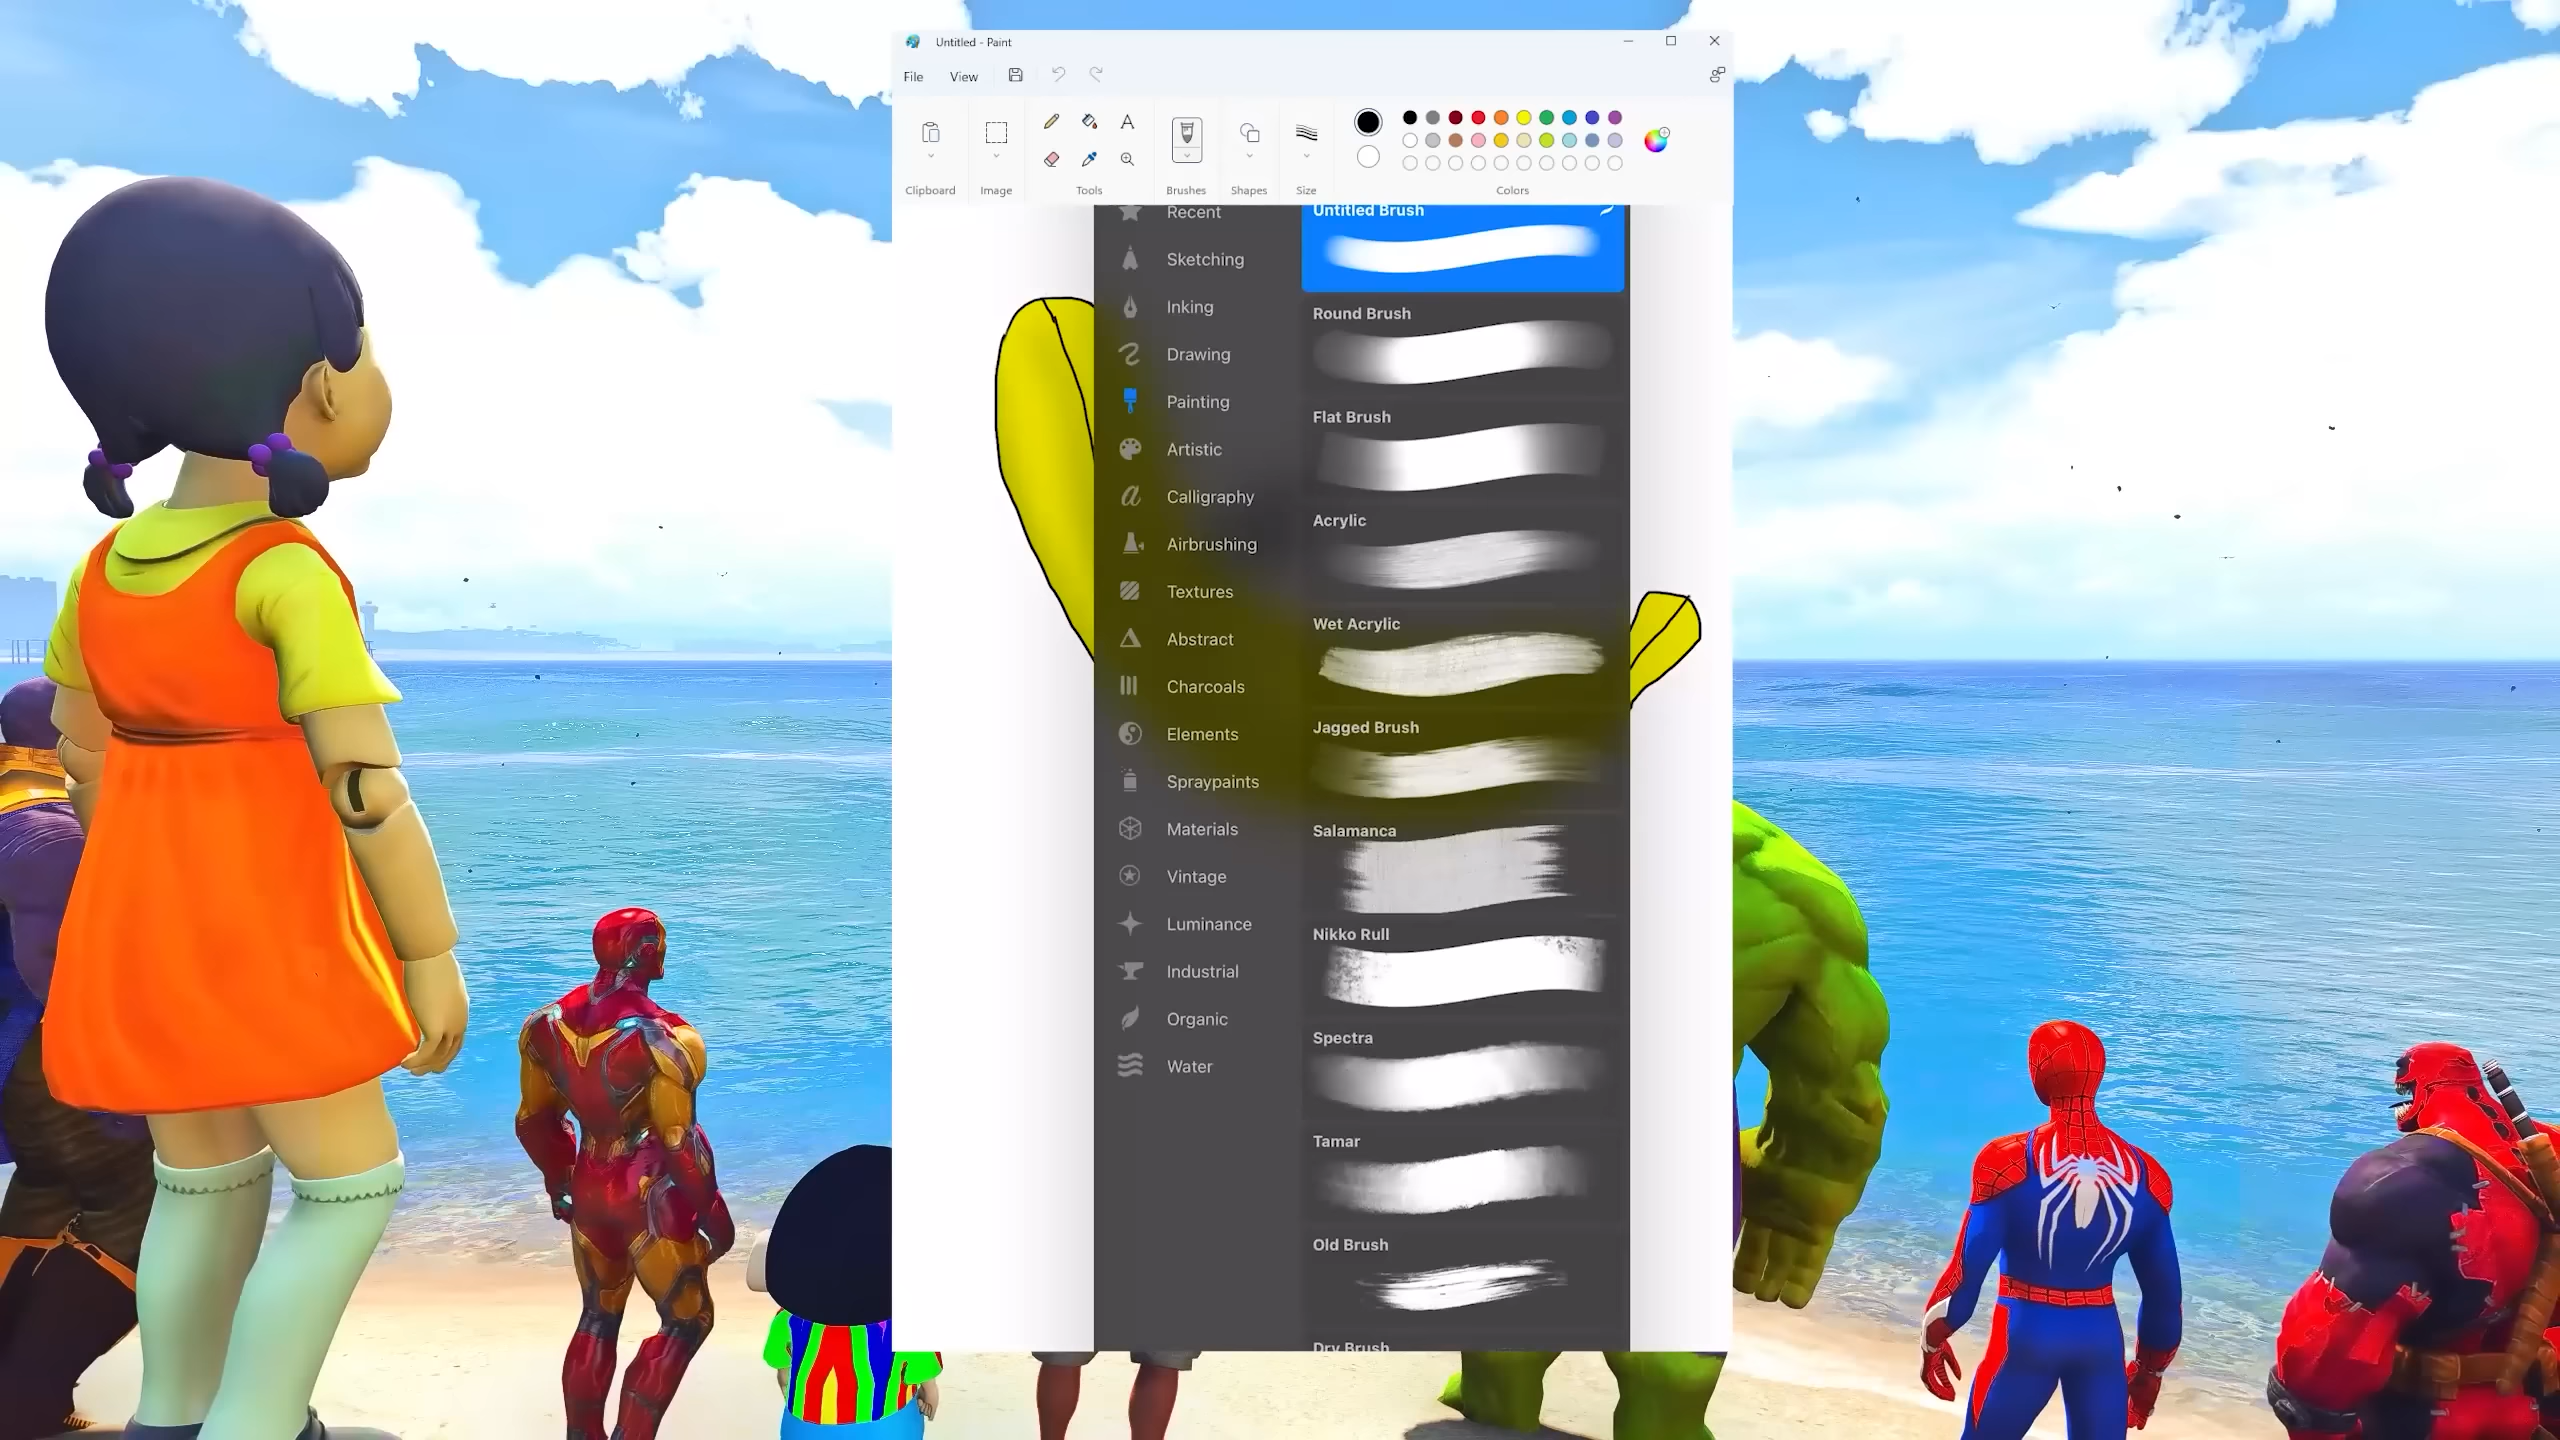 Untitled - Paint
File View
Clipboard Image Tools Brushes Shapes Size Colors
Recent
Sketching
Inking
Drawing
Painting
Artistic
Calligraphy
Airbrushing
Textures
Abstract
Charcoals
Elements
Spraypaints
Materials
Vintage
Luminance
Industrial
Organic
Water
Untitled Brush
Round Brush
Flat Brush
Acrylic
Wet Acrylic
Jagged Brush
Salamanca
Nikko Rull
Spectra
Tamar
Old Brush
Dry Brush